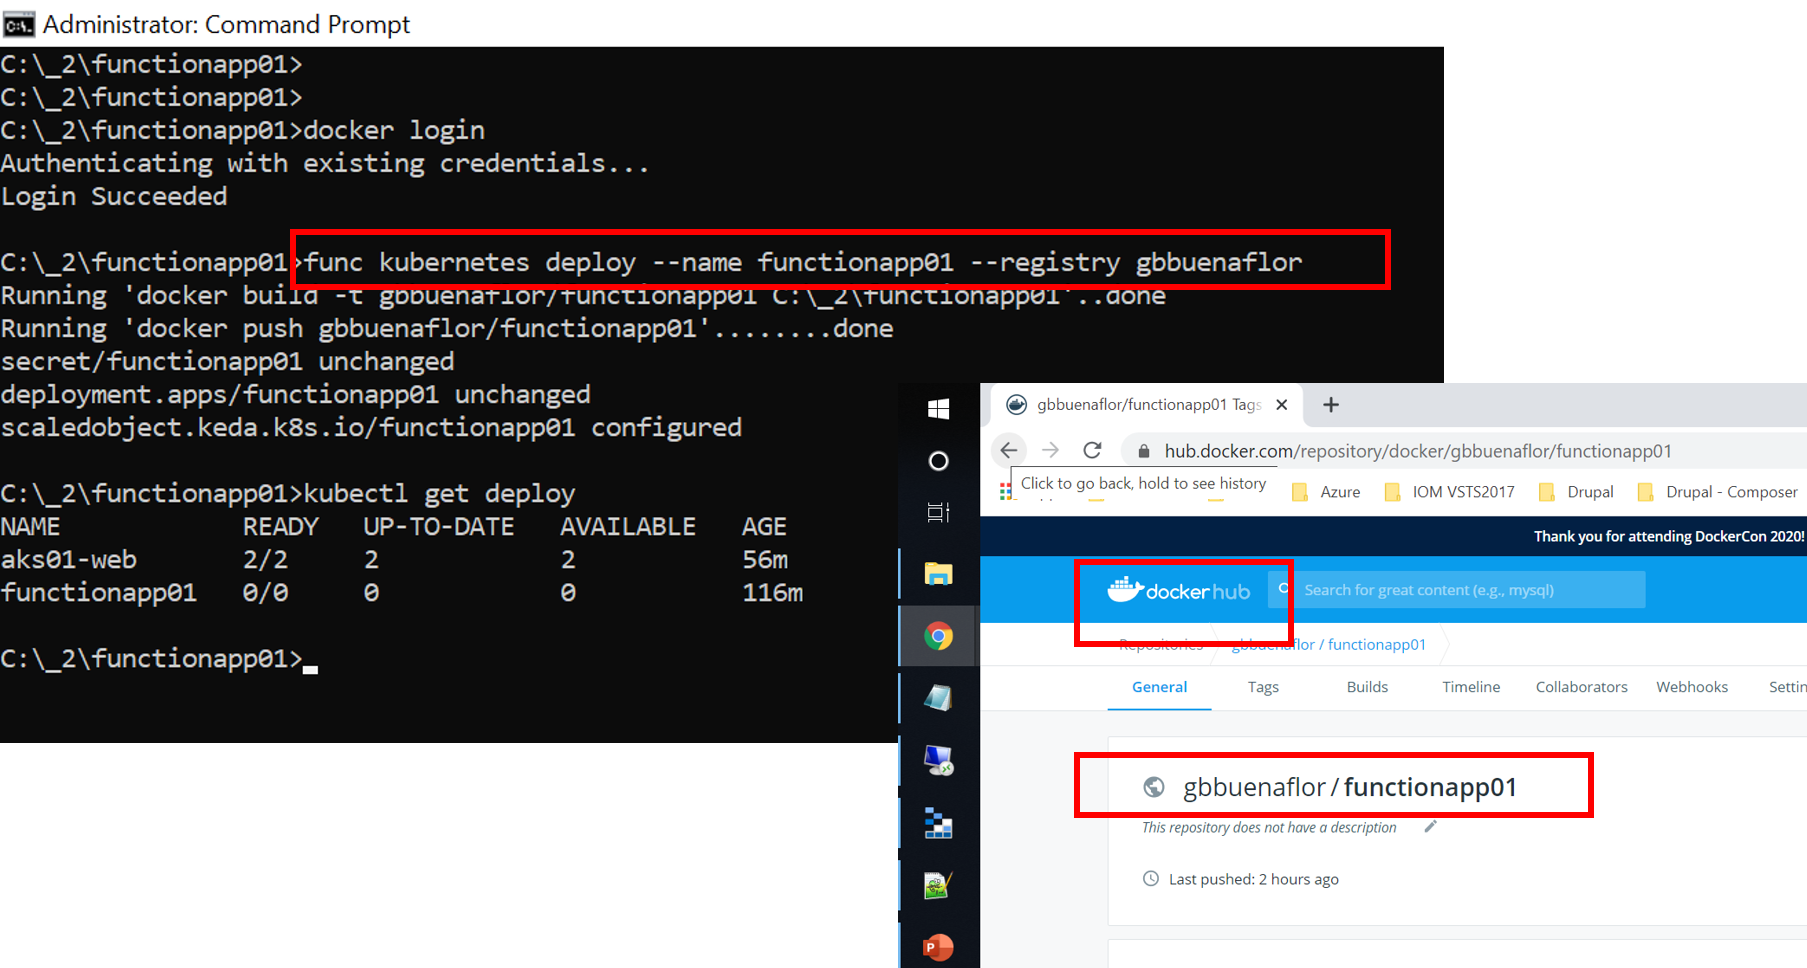 Administrator: Command Prompt
C:\_2\functionapp01>
C:\_2\functionapp01>
C:\_2\functionapp01>docker login
Authenticating with existing credentials...
Login Succeeded
C:\_2\functionapp01>func kubernetes deploy --name functionapp01 --registry gbbuenaflor
Running 'docker build -t gbbuenaflor/functionapp01 C:\_2\functionapp01'..done
Running 'docker push gbbuenaflor/functionapp01'........done
secret/functionapp01 unchanged
deployment.apps/functionapp01 unchanged
scaledobject.keda.k8s.io/functionapp01 configured
C:\_2\functionapp01>kubectl get deploy
NAME READY UP-TO-DATE AVAILABLE AGE
aks01-web 2/2 2 2 56m
functionapp01 0/0 0 0 116m
C:\_2\functionapp01>
gbbuenaflor/functionapp01 Tags
hub.docker.com/repository/docker/gbbuenaflor/functionapp01
Click to go back, hold to see history
Azure IOM VSTS2017 Drupal Drupal - Composer
Thank you for attending DockerCon 2020!
docker hub Search for great content (e.g., mysql)
Repositories gbbuenaflor / functionapp01
General Tags Builds Timeline Collaborators Webhooks Settin
gbbuenaflor / functionapp01
This repository does not have a description
Last pushed: 2 hours ago